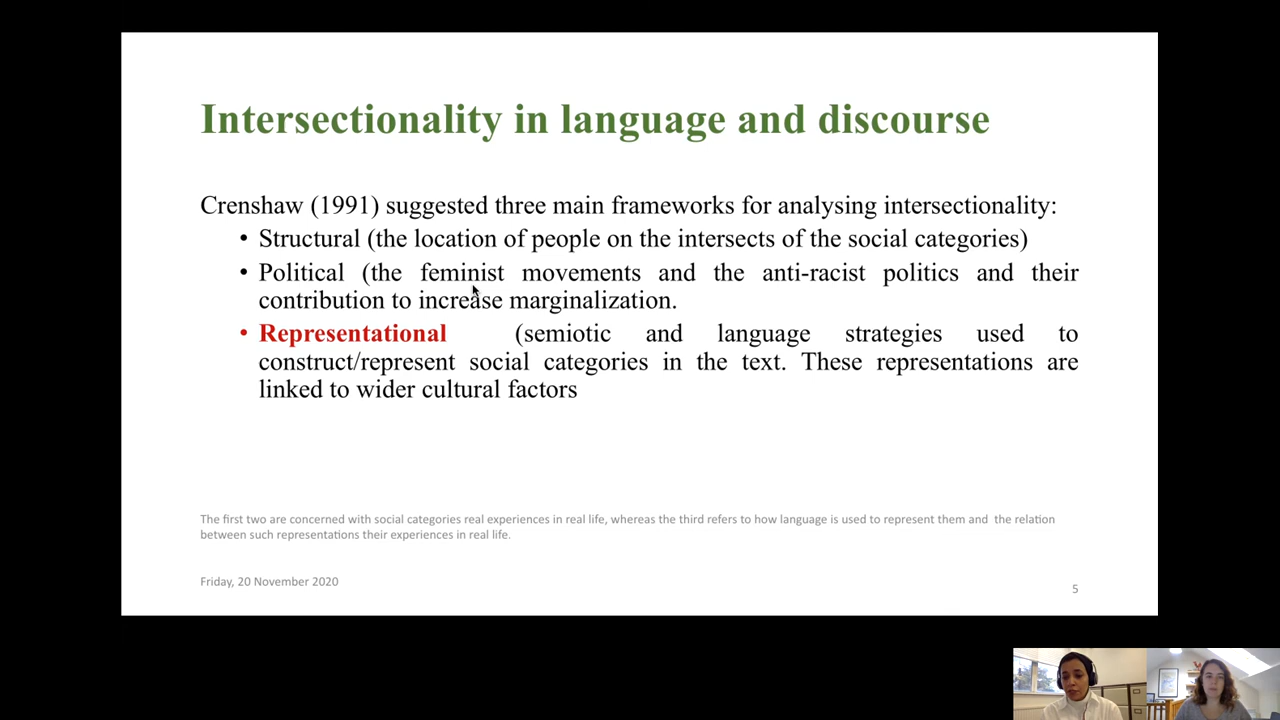 Intersectionality in language and discourse
Crenshaw (1991) suggested three main frameworks for analysing intersectionality:
• Structural (the location of people on the intersects of the social categories)
• Political (the feminist movements and the anti-racist politics and their
contribution to increase marginalization.
• Representational (semiotic and language strategies used to
construct/represent social categories in the text. These representations are
linked to wider cultural factors
The first two are concerned with social categories real experiences in real life, whereas the third refers to how language is used to represent them and the relation
between such representations their experiences in real life.
Friday, 20 November 2020
5